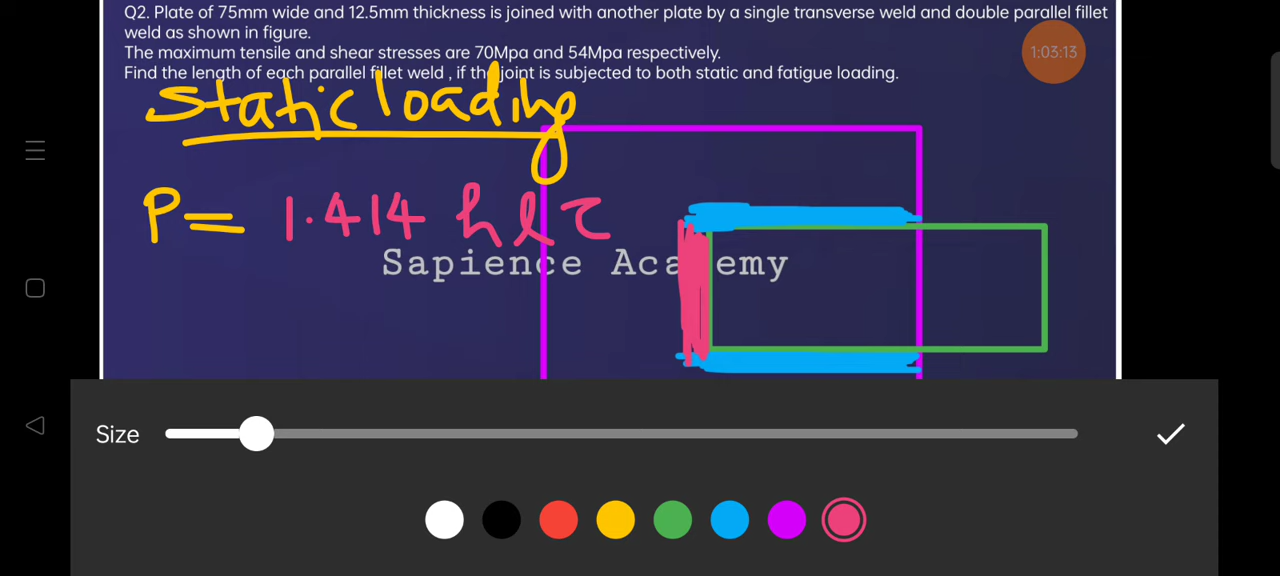 Q2. Plate of 75mm wide and 12.5mm thickness is joined with another plate by a single transverse weld and double parallel fillet
weld as shown in figure.
1:03:13
The maximum tensile and shear stresses are 70Mpa and 54Mpa respectively.
Find the length of each parallel fillet weld , if the joint is subjected to both static and fatigue loading.
Static loading
P = 1.414 h l τ
Sapience Academy
Size